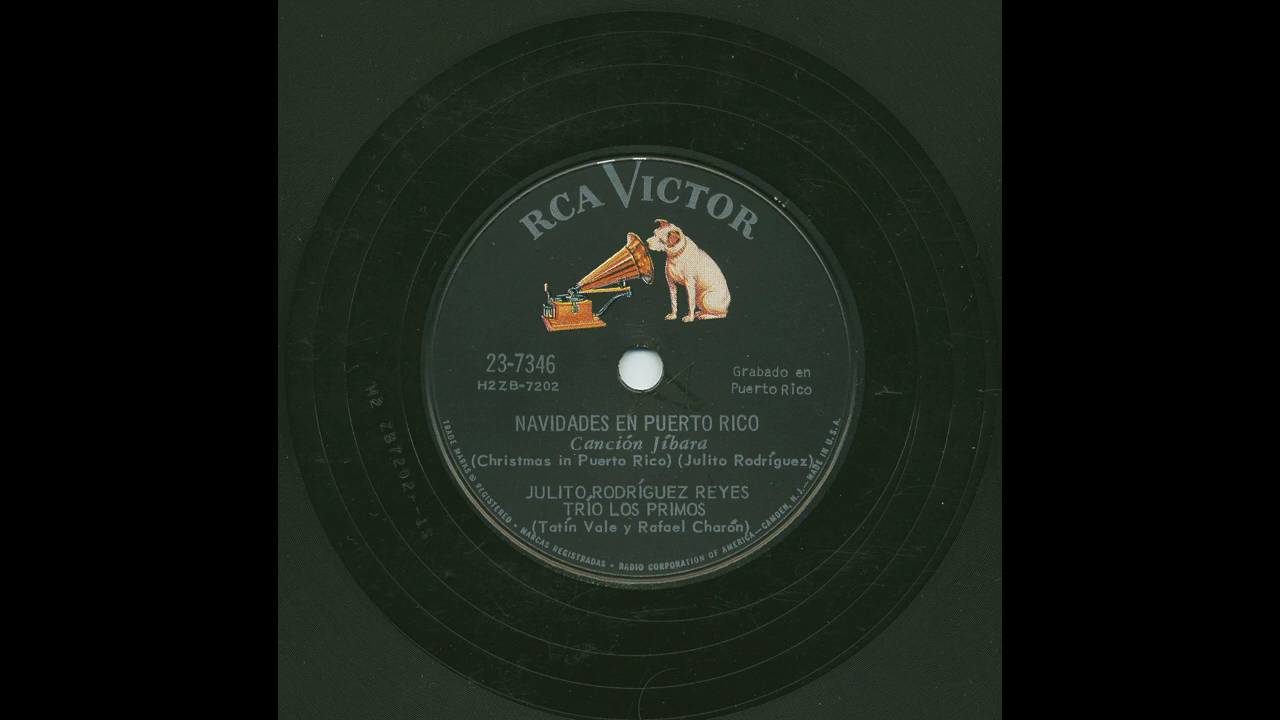 RCA VICTOR
23-7346
H2ZB-7202
Grabado en
Puerto Rico
NAVIDADES EN PUERTO RICO
Canción Jíbara
(Christmas in Puerto Rico) (Julito Rodríguez)
JULITO RODRÍGUEZ REYES
TRÍO LOS PRIMOS
(Tatín Vale y Rafael Charón)
TRADE MARKS ® REGISTERED • MARCAS REGISTRADAS • RADIO CORPORATION OF AMERICA—CAMDEN, N. J.—MADE IN U.S.A.